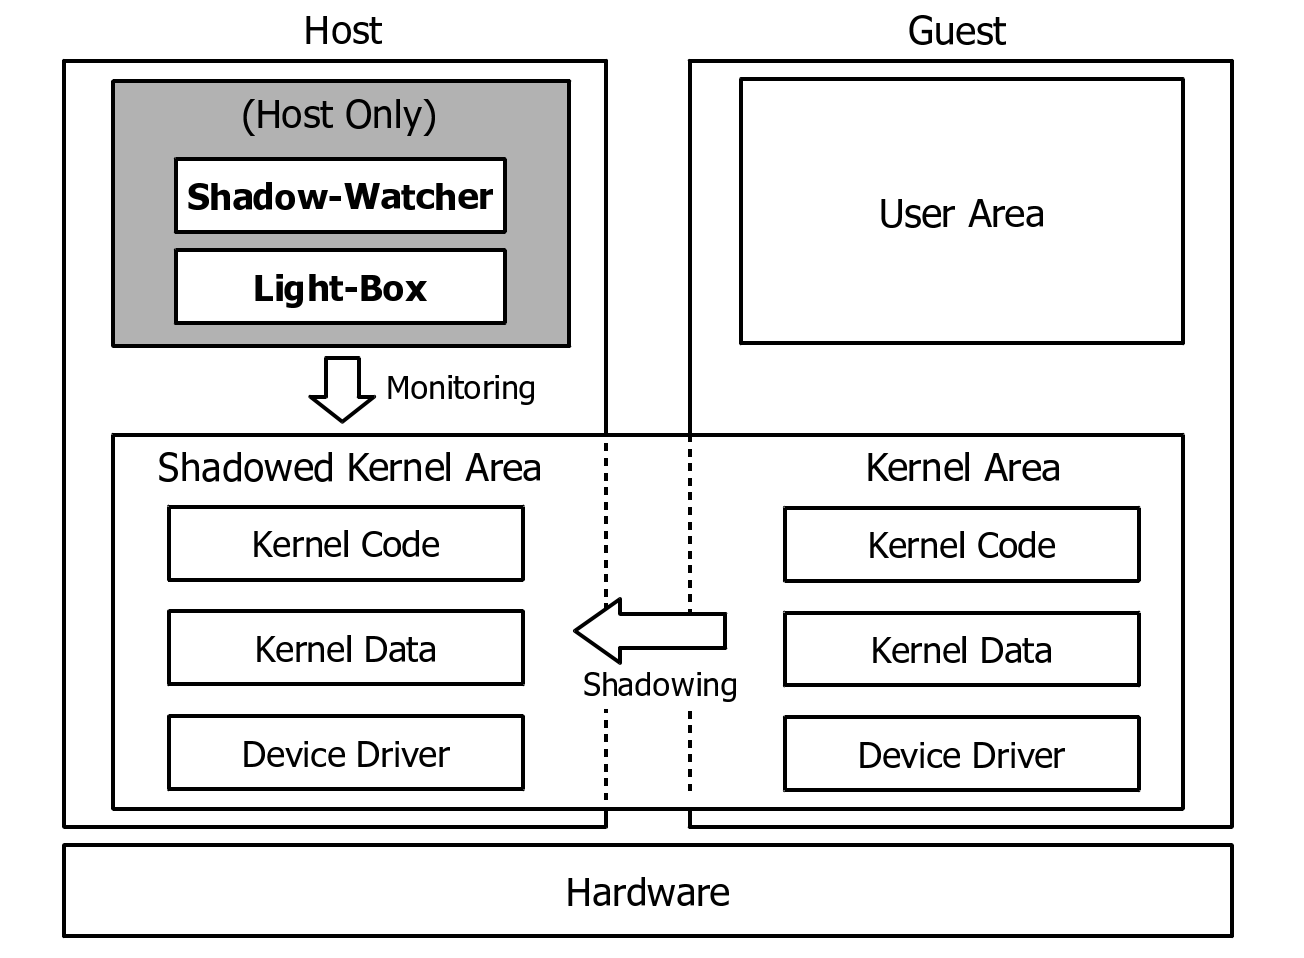 Host
Guest
(Host Only)
Shadow-Watcher
Light-Box
User Area
Monitoring
Shadowed Kernel Area
Kernel Code
Kernel Data
Device Driver
Shadowing
Kernel Area
Kernel Code
Kernel Data
Device Driver
Hardware